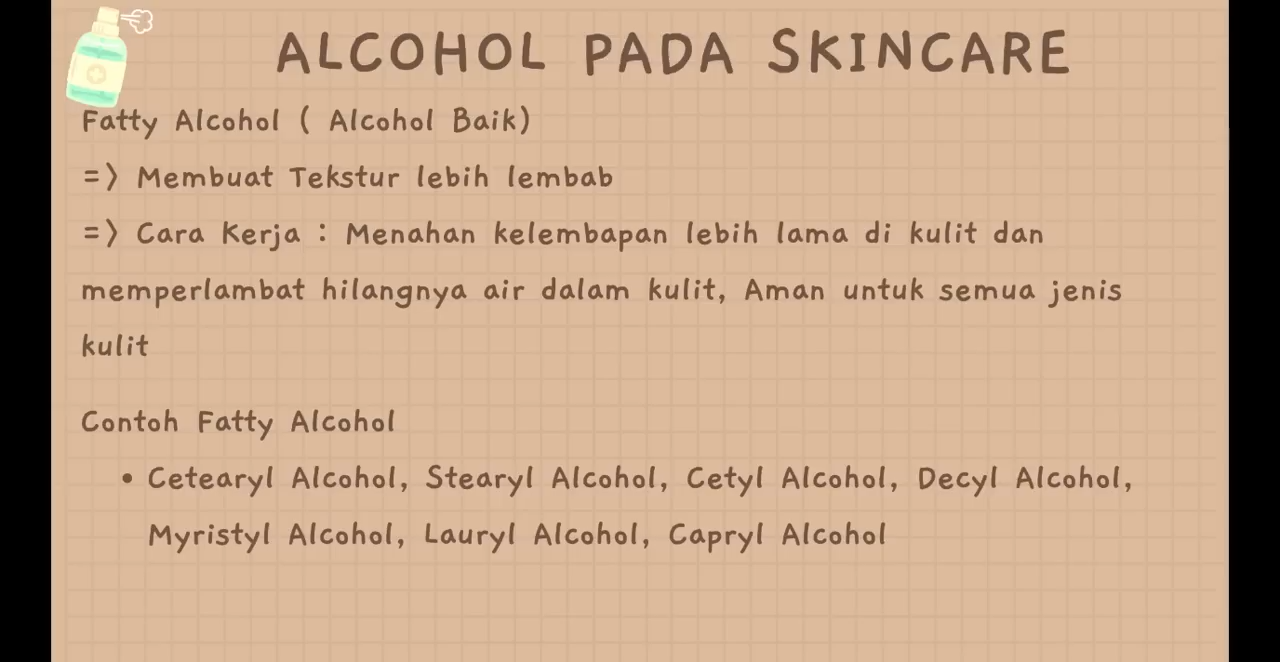 ALCOHOL PADA SKINCARE
Fatty Alcohol ( Alcohol Baik)
=> Membuat Tekstur lebih lembab
=> Cara Kerja : Menahan kelembapan lebih lama di kulit dan
memperlambat hilangnya air dalam kulit, Aman untuk semua jenis
kulit
Contoh Fatty Alcohol
• Cetearyl Alcohol, Stearyl Alcohol, Cetyl Alcohol, Decyl Alcohol,
Myristyl Alcohol, Lauryl Alcohol, Capryl Alcohol